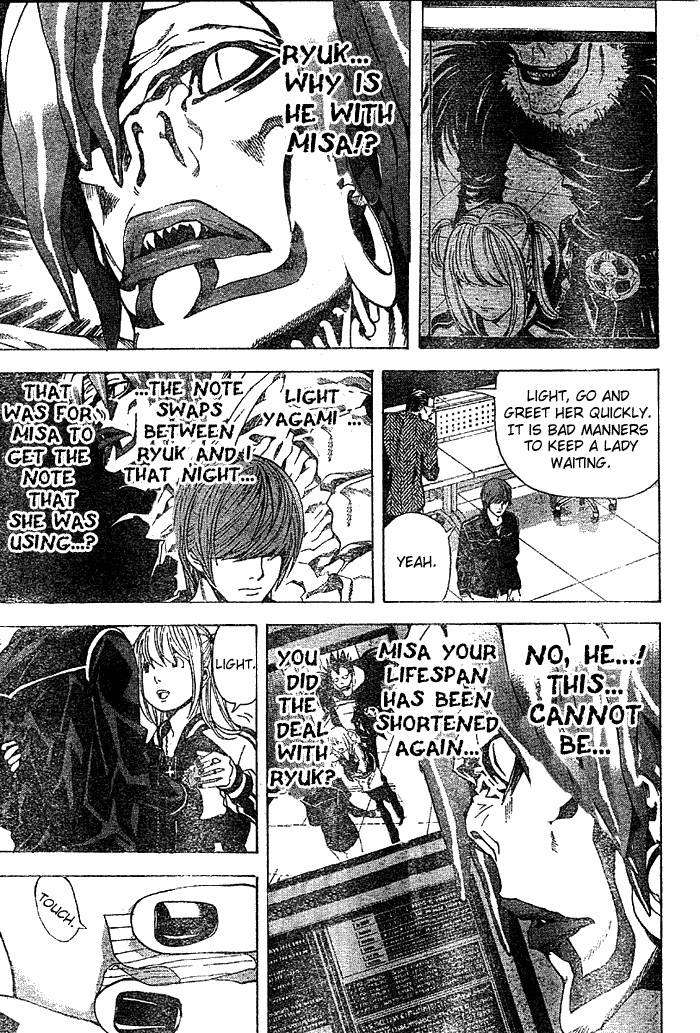 RYUK...
WHY IS
HE WITH
MISA!?
LIGHT, GO AND
GREET HER QUICKLY.
IT IS BAD MANNERS
TO KEEP A LADY
WAITING.
YEAH.
LIGHT
YAGAMI ...
...THE NOTE
SWAPS
BETWEEN
RYUK AND I
THAT NIGHT...
THAT
WAS FOR
MISA TO
GET THE
NOTE
THAT
SHE WAS
USING...?
NO, HE...!
THIS...
CANNOT
BE...
MISA YOUR
LIFESPAN
HAS BEEN
SHORTENED
AGAIN...
YOU
DID
THE
DEAL
WITH
RYUK?
LIGHT.
TOUCH.